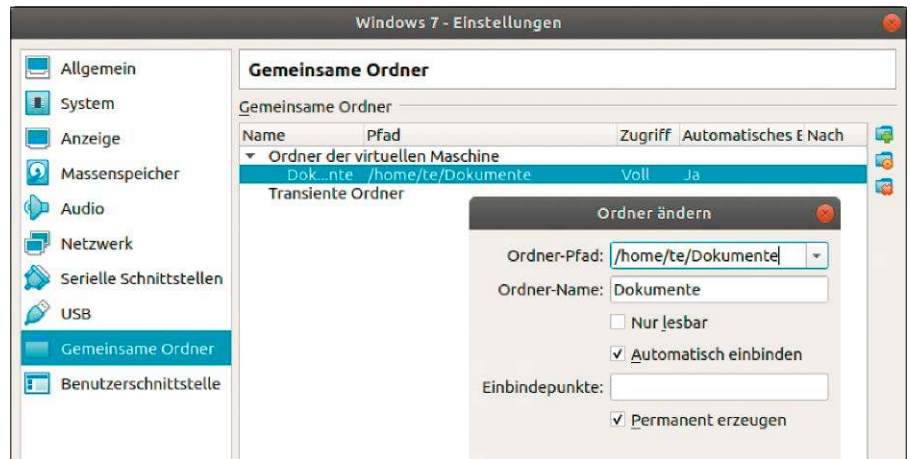 Windows 7 - Einstellungen
Allgemein
System
Anzeige
Massenspeicher
Audio
Netzwerk
Serielle Schnittstellen
USB
Gemeinsame Ordner
Benutzerschnittstelle
Gemeinsame Ordner
Gemeinsame Ordner
Name Pfad Zugriff Automatisches E Nach
Ordner der virtuellen Maschine
Dok...nte /home/te/Dokumente Voll Ja
Transiente Ordner
Ordner ändern
Ordner-Pfad: /home/te/Dokumente
Ordner-Name: Dokumente
Nur lesbar
Automatisch einbinden
Einbindepunkte:
Permanent erzeugen